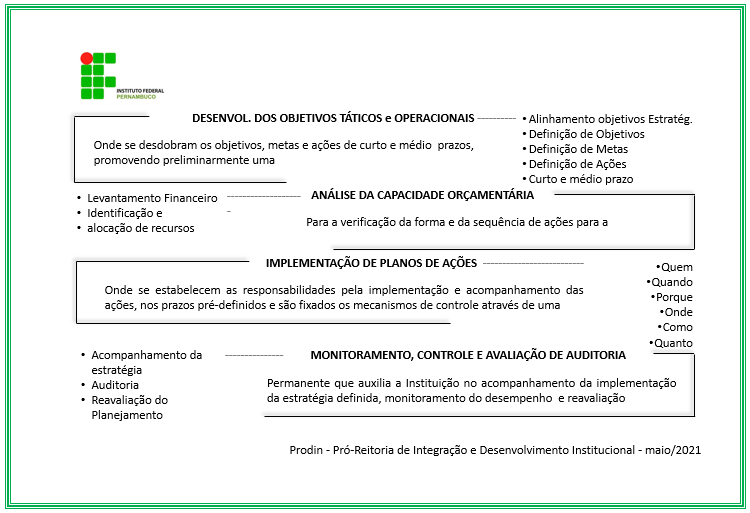 INSTITUTO FEDERAL
PERNAMBUCO
DESENVOL. DOS OBJETIVOS TÁTICOS e OPERACIONAIS
Onde se desdobram os objetivos, metas e ações de curto e médio prazos,
promovendo preliminarmente uma
• Alinhamento objetivos Estratég.
• Definição de Objetivos
• Definição de Metas
• Definição de Ações
• Curto e médio prazo
• Levantamento Financeiro
• Identificação e
• alocação de recursos
ANÁLISE DA CAPACIDADE ORÇAMENTÁRIA
Para a verificação da forma e da sequência de ações para a
IMPLEMENTAÇÃO DE PLANOS DE AÇÕES
Onde se estabelecem as responsabilidades pela implementação e acompanhamento das
ações, nos prazos pré-definidos e são fixados os mecanismos de controle através de uma
•Quem
•Quando
•Porque
•Onde
•Como
•Quanto
• Acompanhamento da
estratégia
• Auditoria
• Reavaliação do
Planejamento
MONITORAMENTO, CONTROLE E AVALIAÇÃO DE AUDITORIA
Permanente que auxilia a Instituição no acompanhamento da implementação
da estratégia definida, monitoramento do desempenho e reavaliação
Prodin - Pró-Reitoria de Integração e Desenvolvimento Institucional - maio/2021